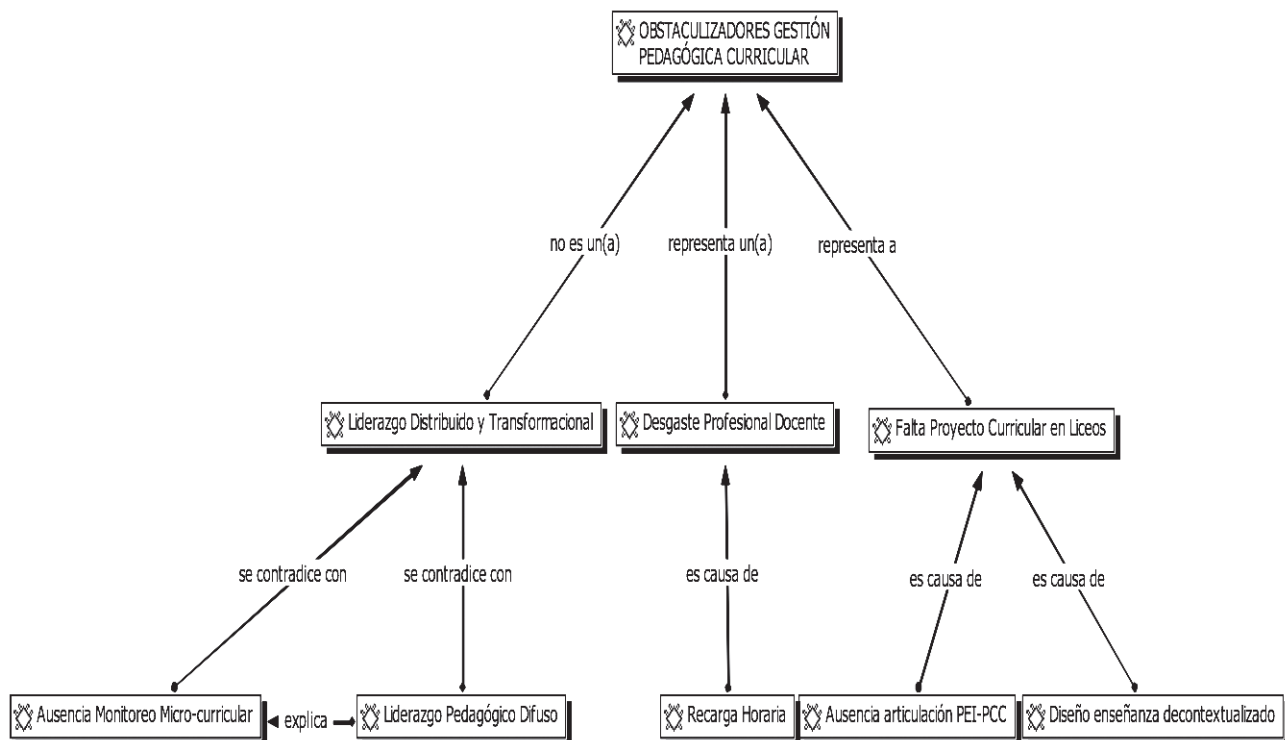 OBSTACULIZADORES GESTIÓN
PEDAGÓGICA CURRICULAR
no es un(a)
representa un(a)
representa a
Liderazgo Distribuido y Transformacional
Desgaste Profesional Docente
Falta Proyecto Curricular en Liceos
se contradice con
se contradice con
es causa de
es causa de
es causa de
Ausencia Monitoreo Micro-curricular
explica
Liderazgo Pedagógico Difuso
Recarga Horaria
Ausencia articulación PEI-PCC
Diseño enseñanza decontextualizado